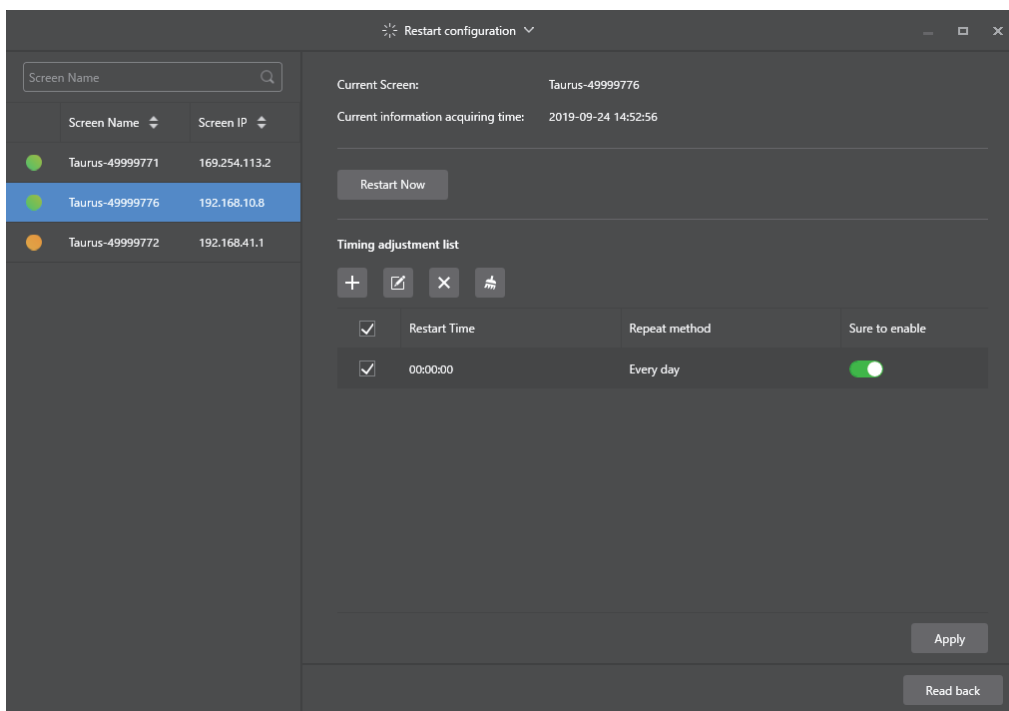 Restart configuration
Screen Name
Screen Name Screen IP
Taurus-49999771 169.254.113.2
Taurus-49999776 192.168.10.8
Taurus-49999772 192.168.41.1
Current Screen: Taurus-49999776
Current information acquiring time: 2019-09-24 14:52:56
Restart Now
Timing adjustment list
Restart Time Repeat method Sure to enable
00:00:00 Every day
Apply
Read back